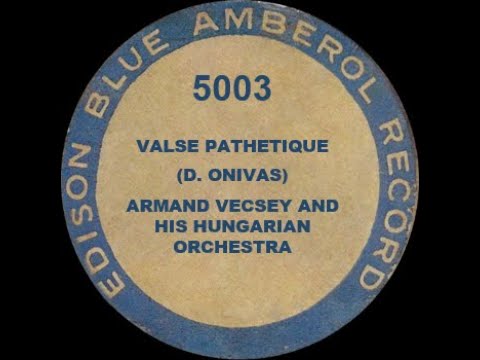 EDISON BLUE AMBEROL RECORD
5003
VALSE PATHETIQUE
(D. ONIVAS)
ARMAND VECSEY AND
HIS HUNGARIAN
ORCHESTRA